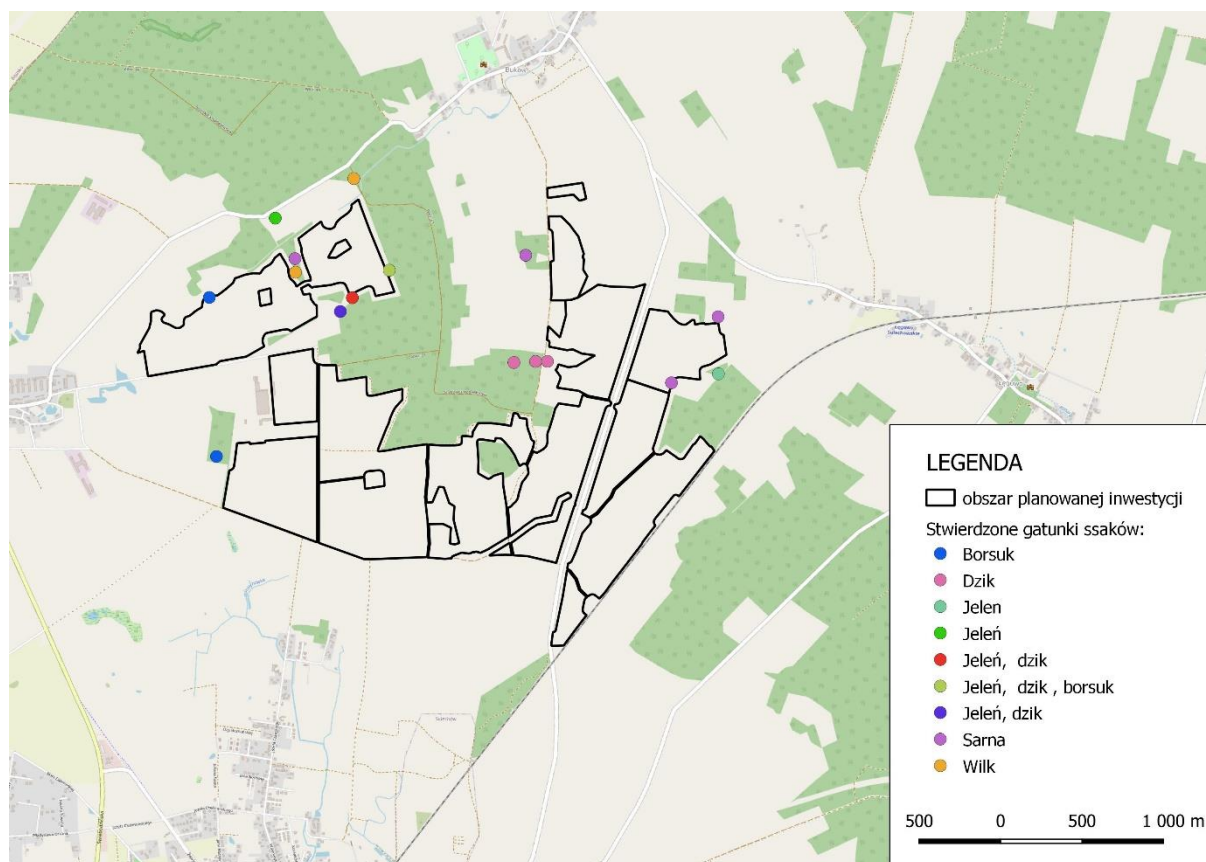 Buków
LEGENDA
obszar planowanej inwestycji
Stwierdzone gatunki ssaków:
Borsuk
Dzik
Jelen
Jeleń
Jeleń,  dzik
Jeleń,  dzik , borsuk
Jeleń, dzik
Sarna
Wilk
500 0 500 1 000 m